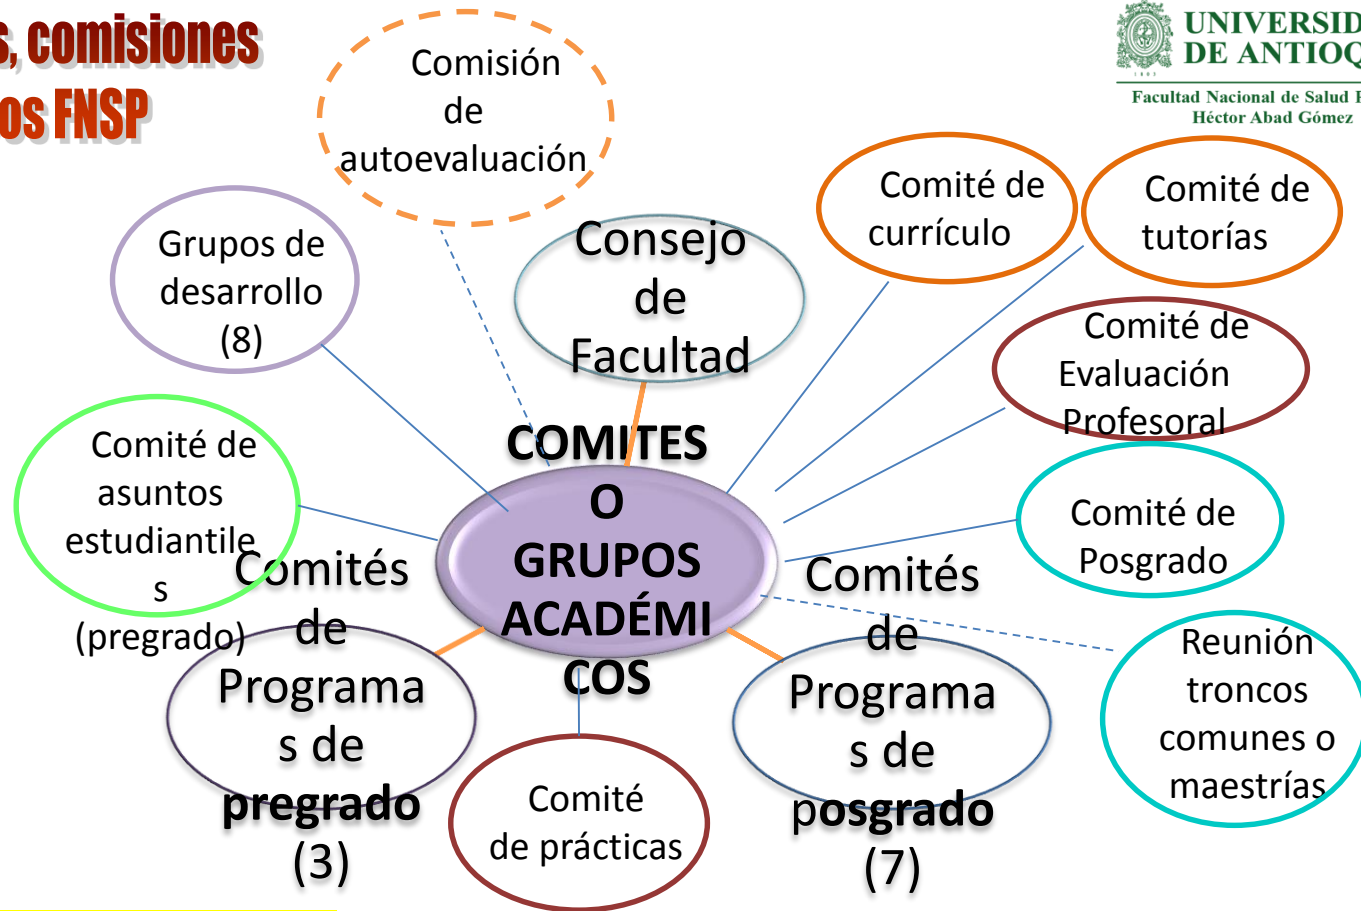 s, comisiones
os FNSP
UNIVERSID
DE ANTIOQ
1803
Facultad Nacional de Salud P
Héctor Abad Gómez
Comisión
de
autoevaluación
Comité de
currículo
Comité de
tutorías
Grupos de
desarrollo
(8)
Consejo
de
Facultad
Comité de
Evaluación
Profesoral
Comité de
asuntos
estudiantile
s
(pregrado)
COMITES
O
GRUPOS
ACADÉMI
COS
Comité de
Posgrado
Comités
de
Programa
s de
pregrado
(3)
Comités
de
Programa
s de
posgrado
(7)
Reunión
troncos
comunes o
maestrías
Comité
de prácticas